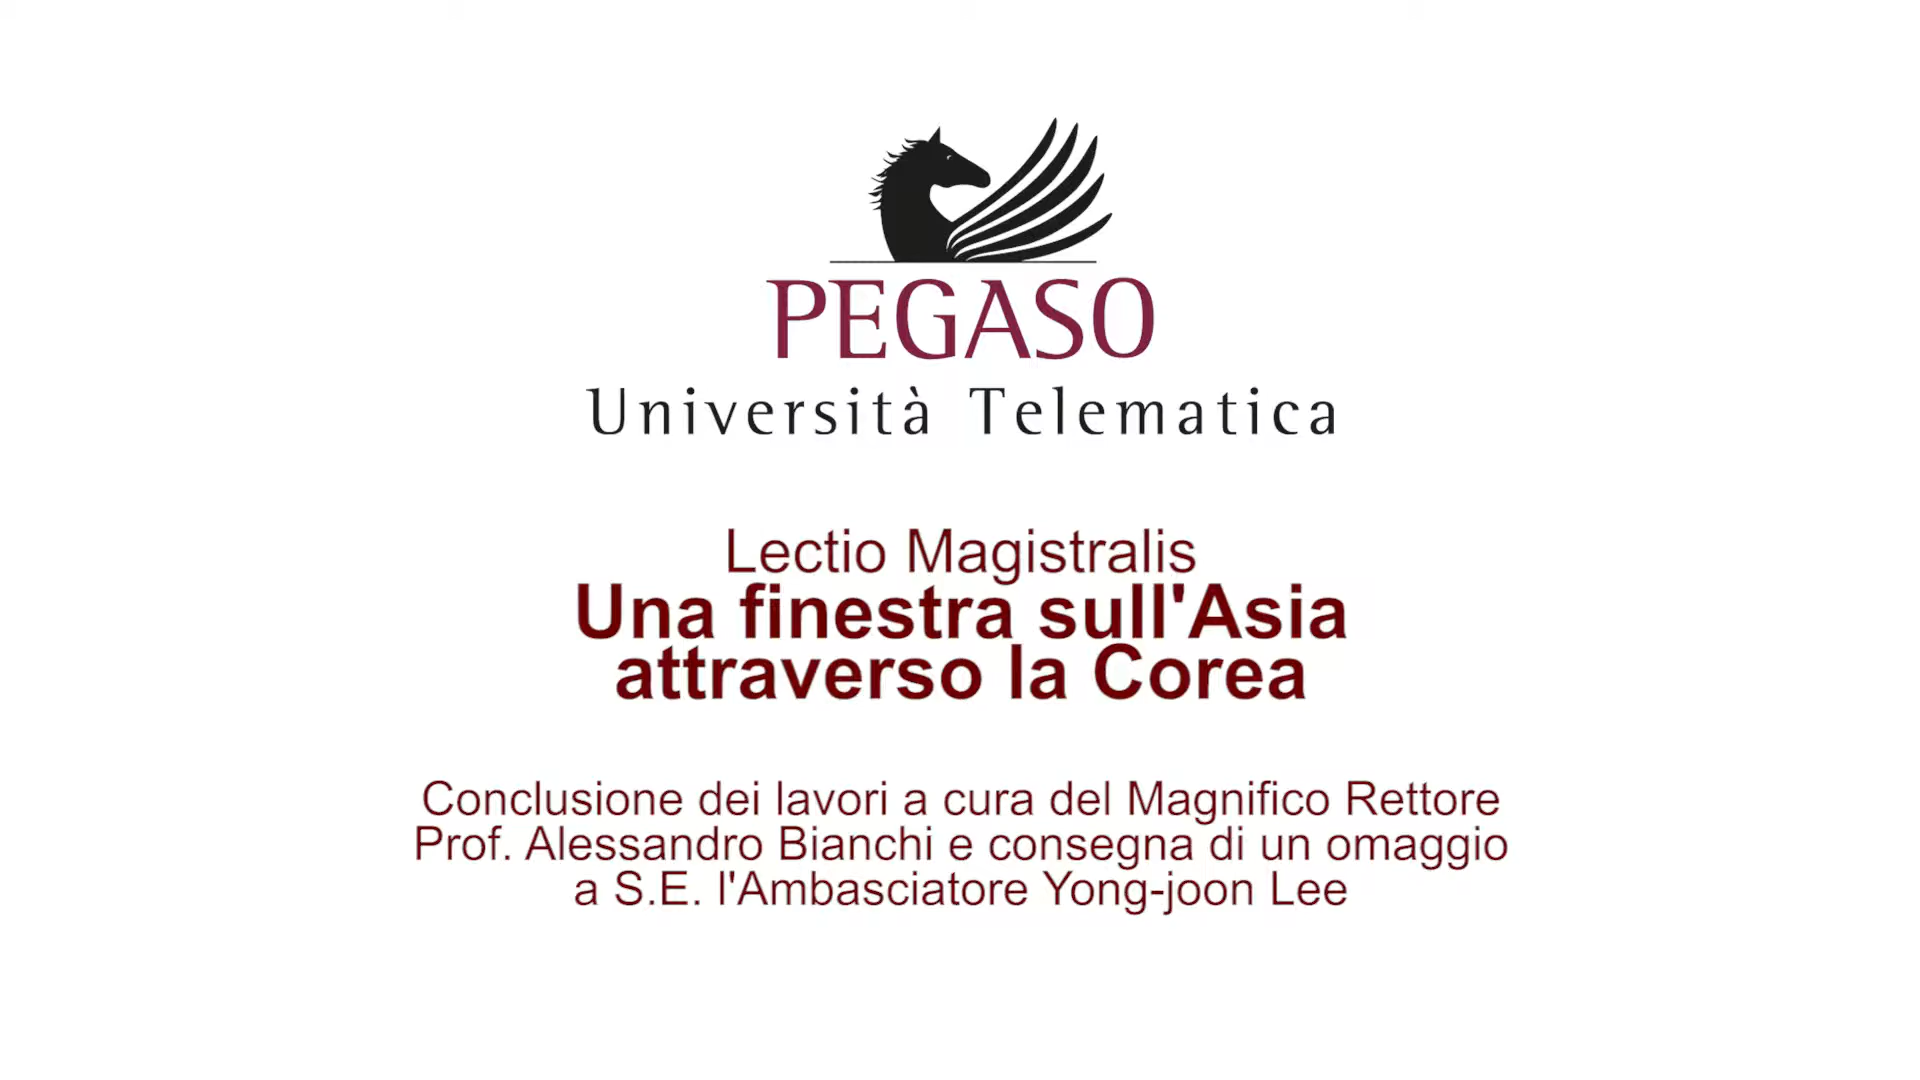 PEGASO
Università Telematica
Lectio Magistralis
Una finestra sull'Asia
attraverso la Corea
Conclusione dei lavori a cura del Magnifico Rettore
Prof. Alessandro Bianchi e consegna di un omaggio
a S.E. l'Ambasciatore Yong-joon Lee